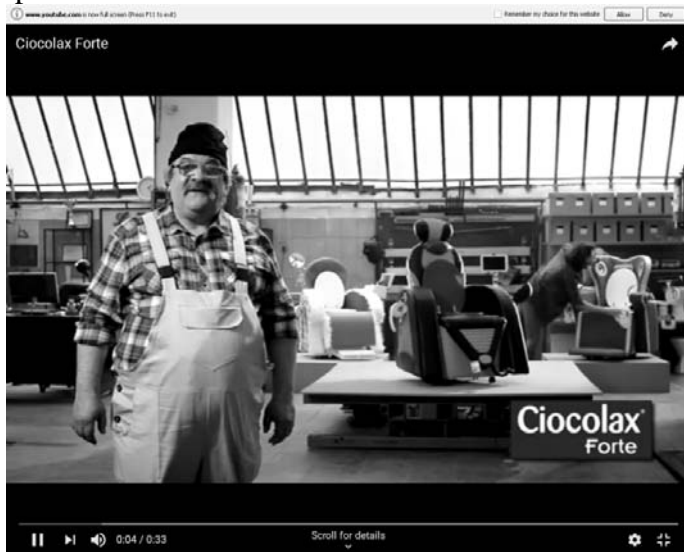 www.youtube.com is now full screen (Press F11 to exit)
Remember my choice for this website
Allow
Deny
Ciocolax Forte
Ciocolax
Forte
0:04 / 0:33
Scroll for details